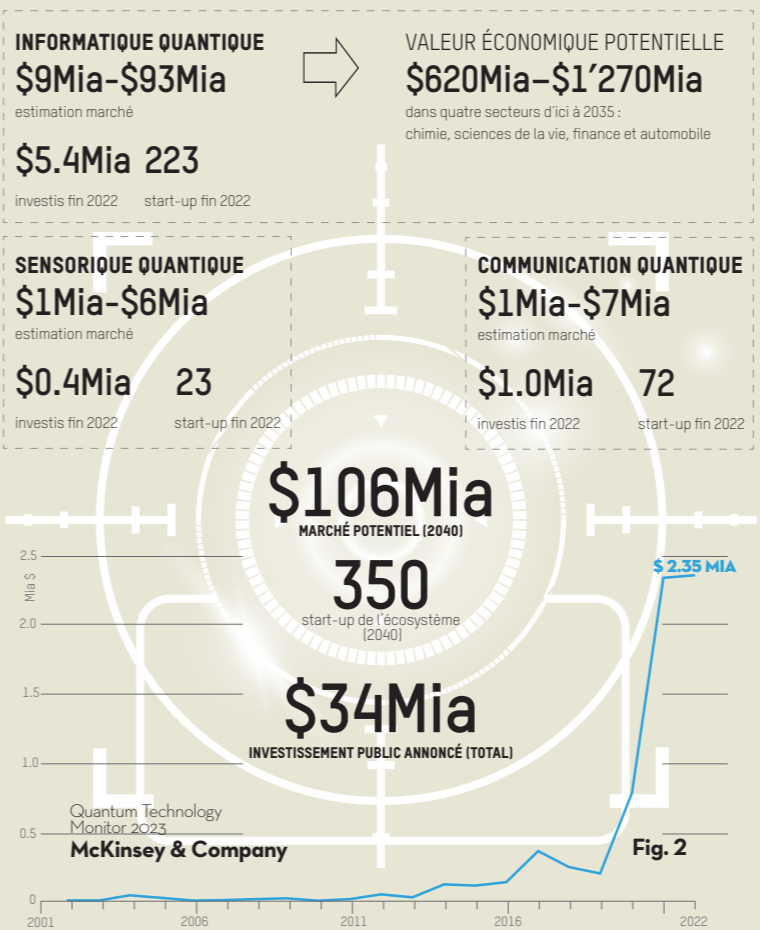 INFORMATIQUE QUANTIQUE
$9Mia-$93Mia
estimation marché
$5.4Mia 223
investis fin 2022 start-up fin 2022
VALEUR ÉCONOMIQUE POTENTIELLE
$620Mia–$1’270Mia
dans quatre secteurs d'ici à 2035 :
chimie, sciences de la vie, finance et automobile
SENSORIQUE QUANTIQUE
$1Mia-$6Mia
estimation marché
$0.4Mia 23
investis fin 2022 start-up fin 2022
COMMUNICATION QUANTIQUE
$1Mia-$7Mia
estimation marché
$1.0Mia 72
investis fin 2022 start-up fin 2022
$106Mia
MARCHÉ POTENTIEL (2040)
350
start-up de l'écosystème
(2040)
$34Mia
INVESTISSEMENT PUBLIC ANNONCÉ (TOTAL)
$ 2.35 MIA
Mia $
2.5
2.0
1.5
1.0
0.5
0
Quantum Technology
Monitor 2023
McKinsey & Company
Fig. 2
2001 2006 2011 2016 2022